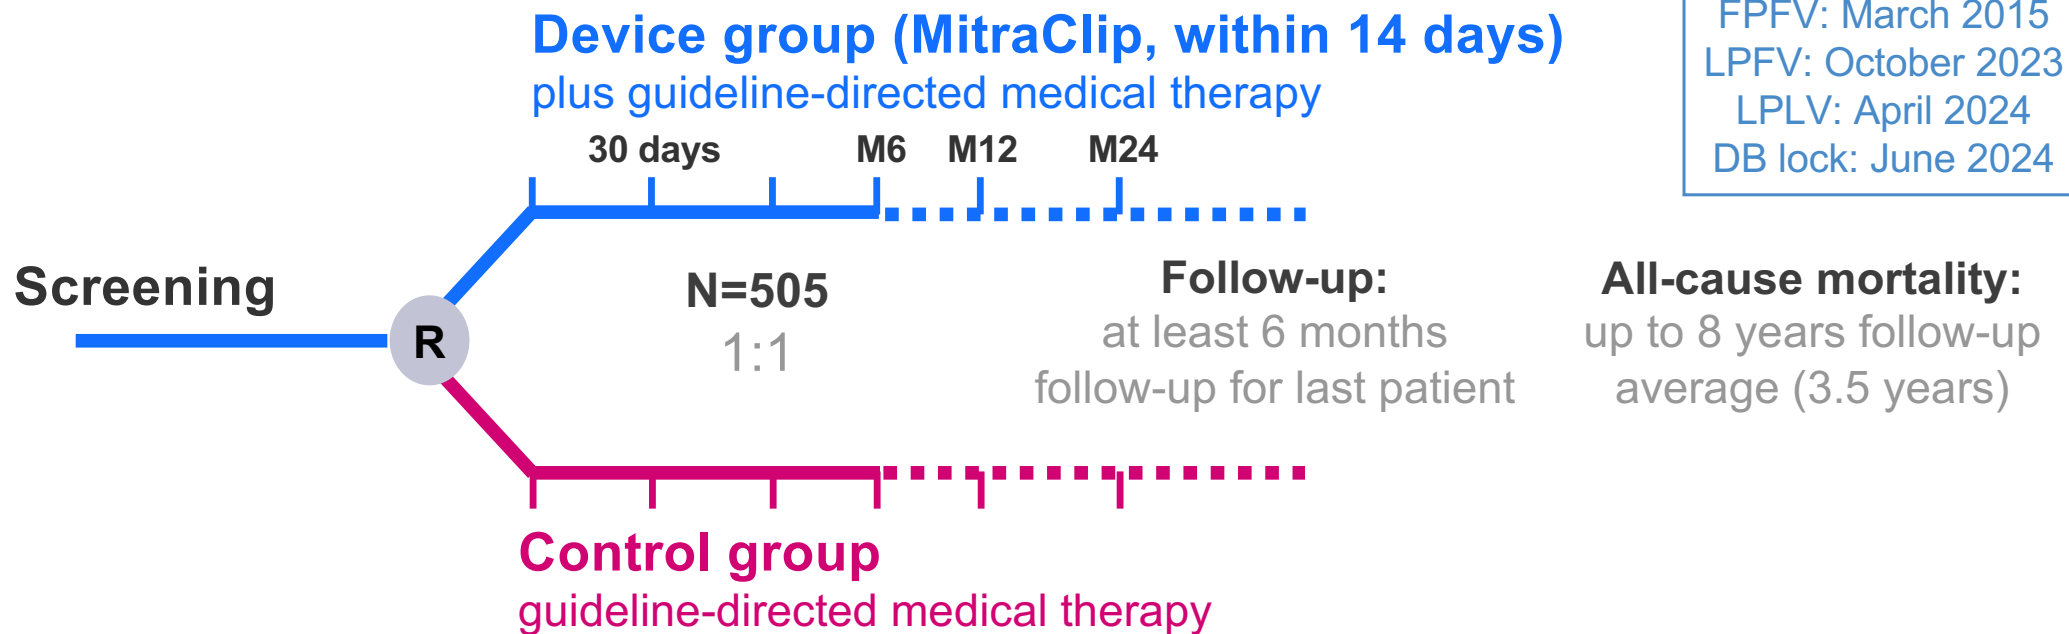 Device group (MitraClip, within 14 days)
plus guideline-directed medical therapy
FPFV: March 2015
LPFV: October 2023
LPLV: April 2024
DB lock: June 2024
30 days
M6
M12
M24
Screening
R
N=505
1:1
Follow-up:
at least 6 months
follow-up for last patient
All-cause mortality:
up to 8 years follow-up
average (3.5 years)
Control group
guideline-directed medical therapy